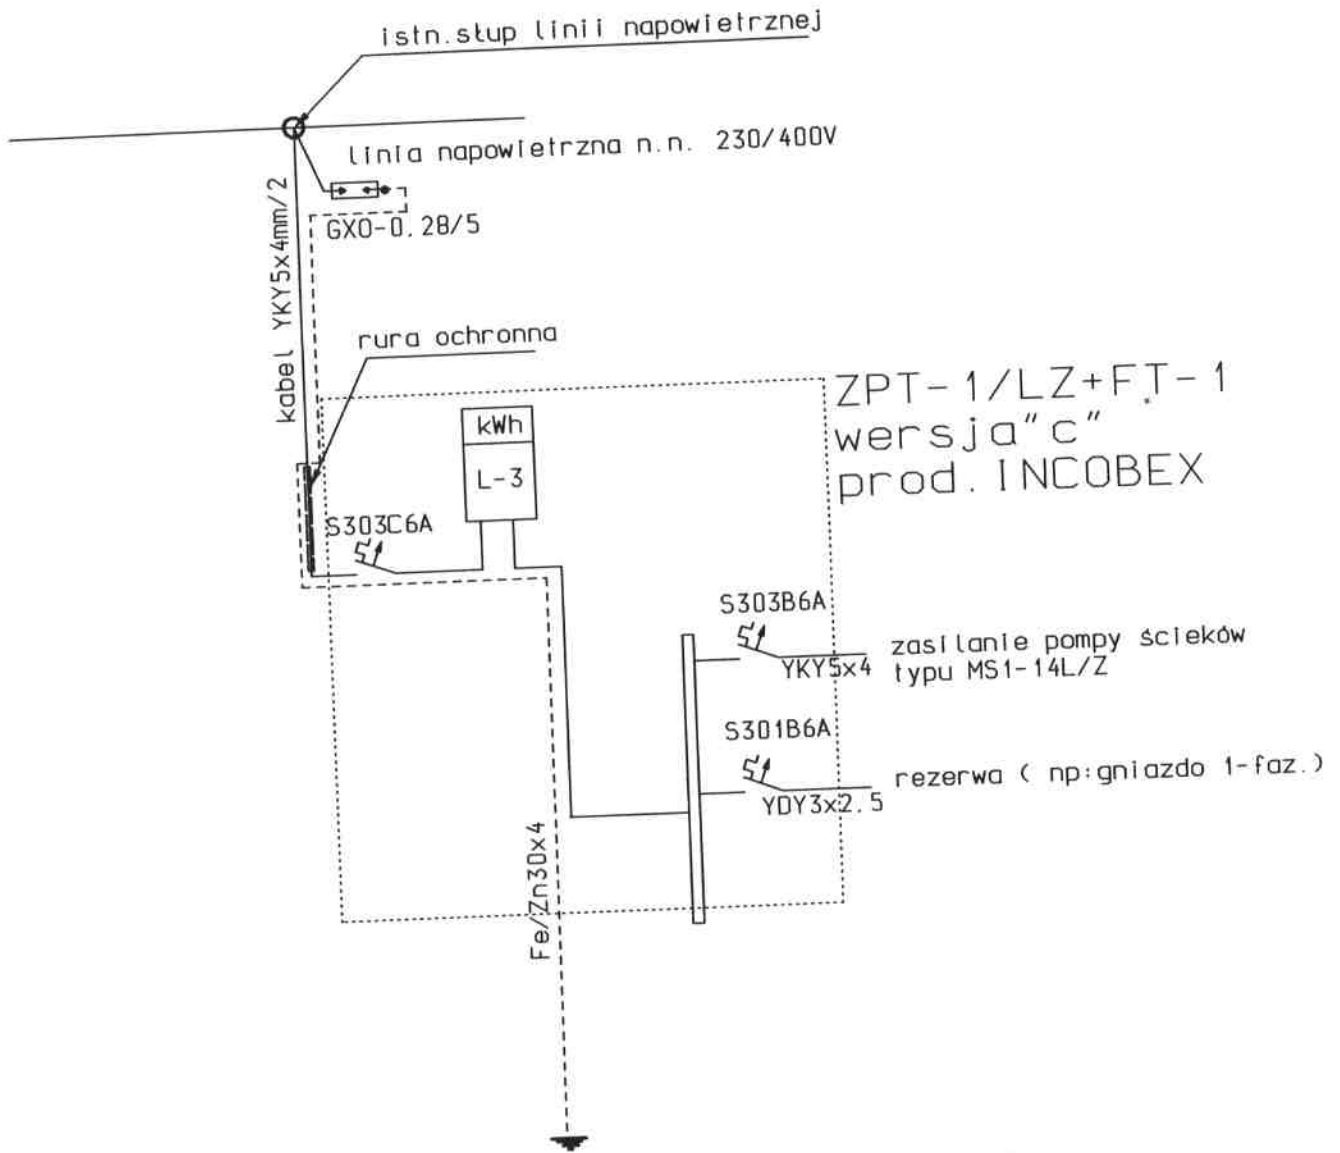 istn.słup linii napowietrznej
linia napowietrzna n.n. 230/400V
kabel YKY5x4mm/2
GXO-0.28/5
rura ochronna
ZPT-1/LZ+FT-1
wersja"c"
prod. INCOBEX
kWh
L-3
S303C6A
S303B6A
zasilanie pompy ścieków
YKY5x4
typu MS1-14L/Z
S301B6A
rezerwa ( np:gniazdo 1-faz.)
YDY3x2.5
Fe/Zn30x4